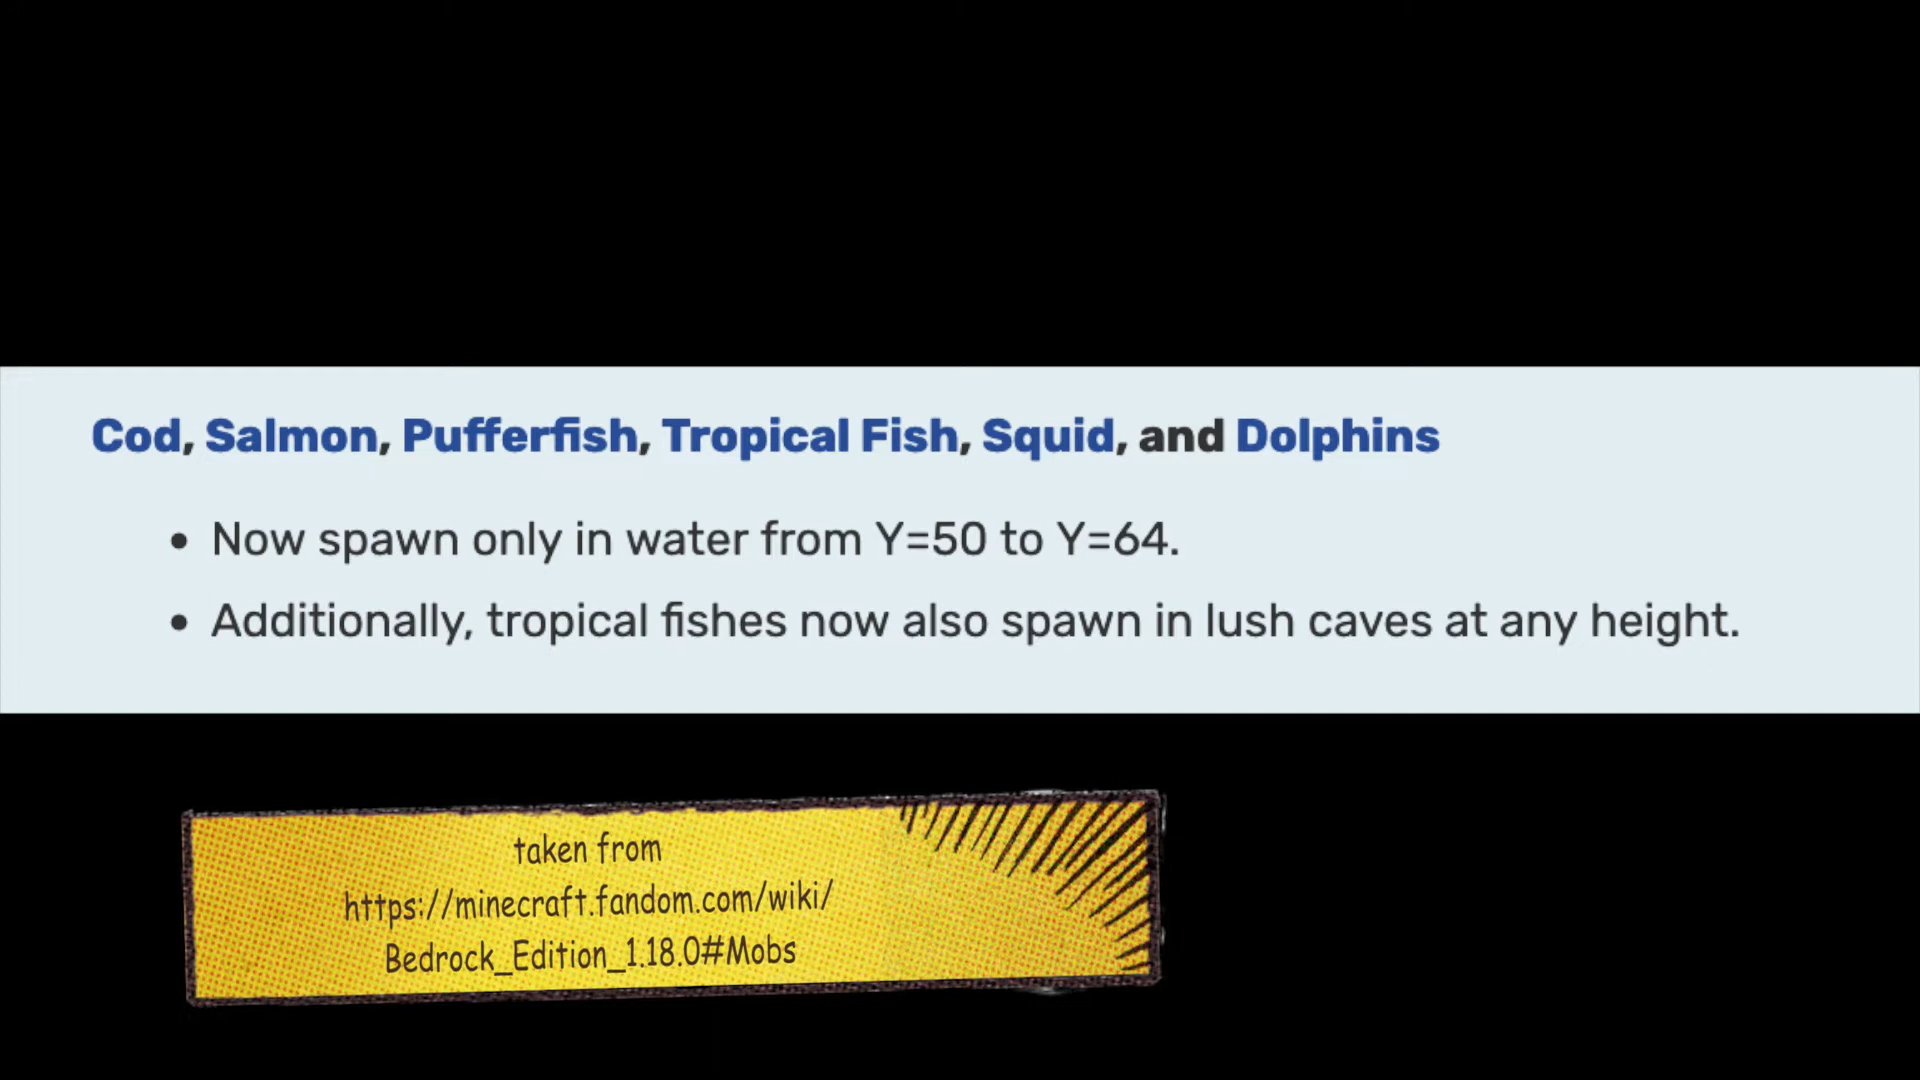 Cod, Salmon, Pufferfish, Tropical Fish, Squid, and Dolphins
• Now spawn only in water from Y=50 to Y=64.
• Additionally, tropical fishes now also spawn in lush caves at any height.
taken from
https://minecraft.fandom.com/wiki/
Bedrock_Edition_1.18.0#Mobs